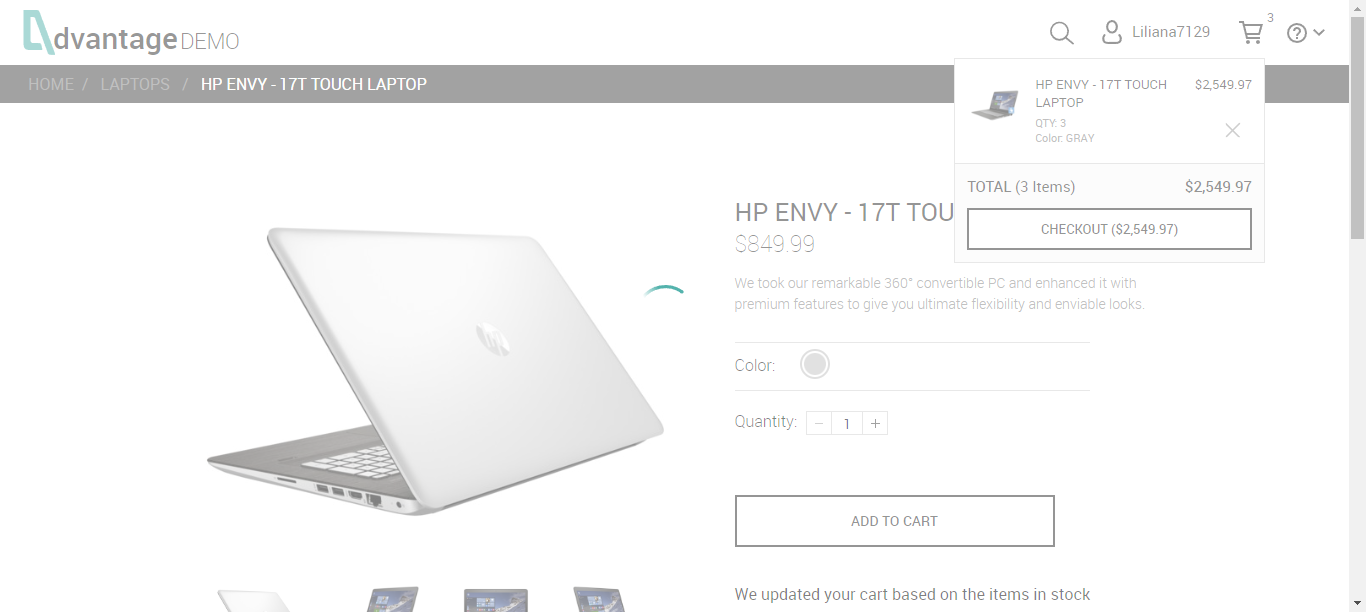 dvantage DEMO
Liliana7129
3
?
HOME / LAPTOPS / HP ENVY - 17T TOUCH LAPTOP
HP ENVY - 17T TOUCH LAPTOP
$2,549.97
QTY: 3
Color: GRAY
TOTAL (3 Items) $2,549.97
CHECKOUT ($2,549.97)
HP ENVY - 17T TOU
$849.99
We took our remarkable 360° convertible PC and enhanced it with
premium features to give you ultimate flexibility and enviable looks.
Color:
Quantity: − 1 +
ADD TO CART
We updated your cart based on the items in stock
hp